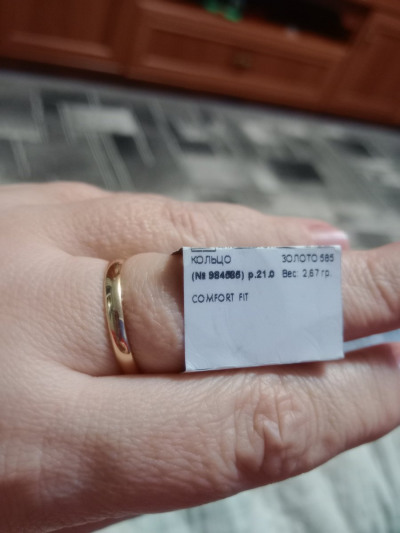 КОЛЬЦО ЗОЛОТО 585
р.21.0 Вес 2,67 гр.
COMFORT FIT